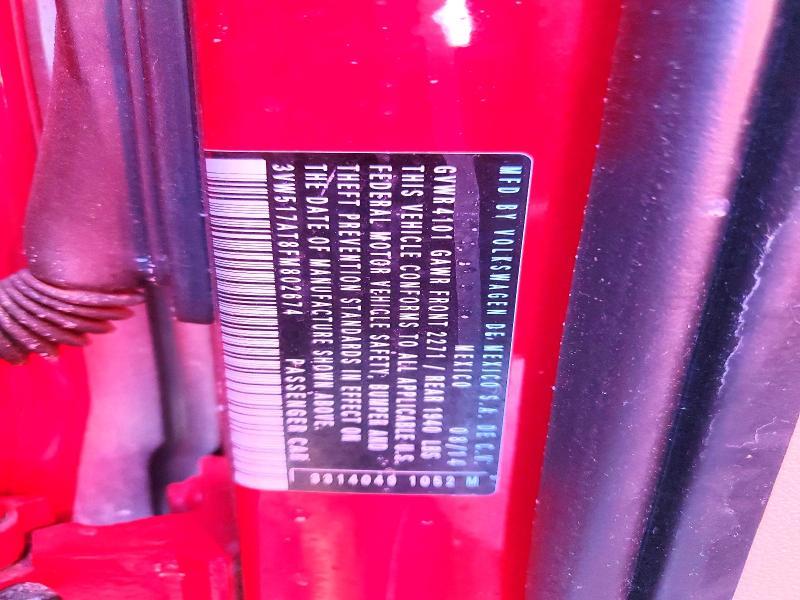 MFD BY VOLKSWAGEN DE MEXICO S.A. DE C.V.
MEXICO 08/14
GVWR 4101 GAWR FRONT 2271 / REAR 1940 LBS
THIS VEHICLE CONFORMS TO ALL APPLICABLE U.S.
FEDERAL MOTOR VEHICLE SAFETY, BUMPER AND
THEFT PREVENTION STANDARDS IN EFFECT ON
THE DATE OF MANUFACTURE SHOWN ABOVE.
3VW517AT8FM802674 PASSENGER CAR
3314049 1052 M